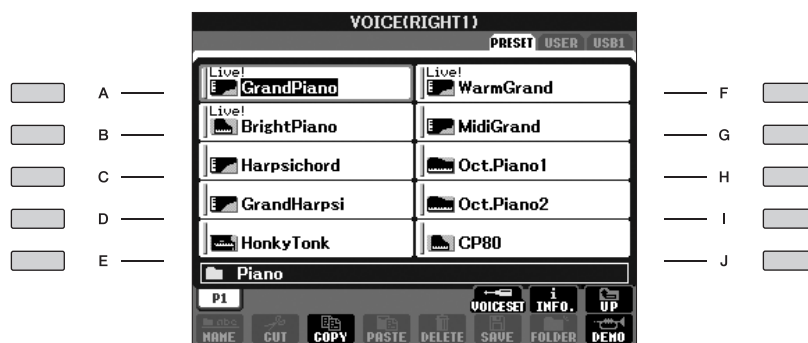 VOICE(RIGHT1)
PRESET USER USB1
A Live! GrandPiano Live! WarmGrand F
B Live! BrightPiano MidiGrand G
C Harpsichord Oct.Piano1 H
D GrandHarpsi Oct.Piano2 I
E HonkyTonk CP80 J
Piano
P1 VOICESET i INFO. UP
abc NAME CUT COPY PASTE DELETE SAVE FOLDER DEMO